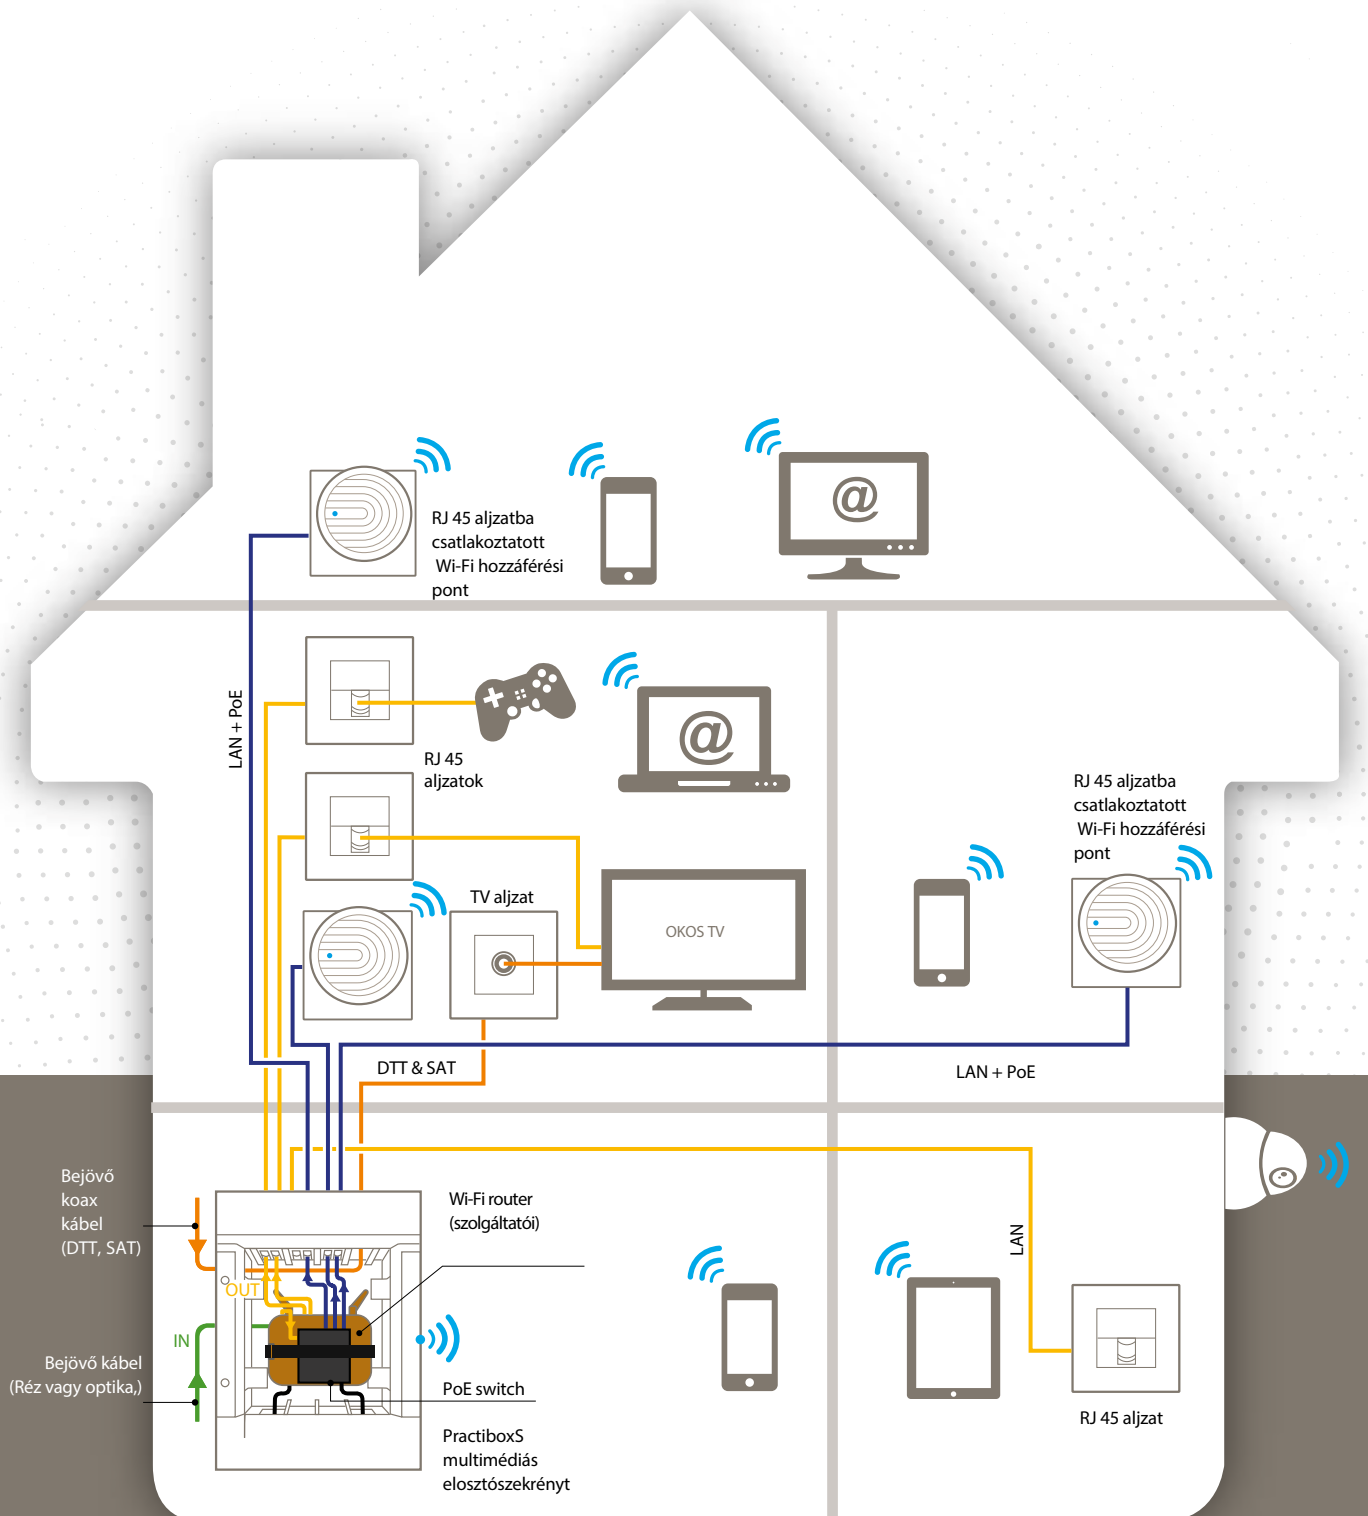 @
RJ 45 aljzatba
csatlakoztatott
Wi-Fi hozzáférési
pont
LAN + PoE
@
RJ 45
aljzatok
RJ 45 aljzatba
csatlakoztatott
Wi-Fi hozzáférési
pont
TV aljzat
OKOS TV
DTT & SAT
LAN + PoE
Bejövő
koax
kábel
(DTT, SAT)
Wi-Fi router
(szolgáltatói)
LAN
OUT
IN
Bejövő kábel
(Réz vagy optika,)
PoE switch
RJ 45 aljzat
PractiboxS
multimédiás
elosztószekrényt